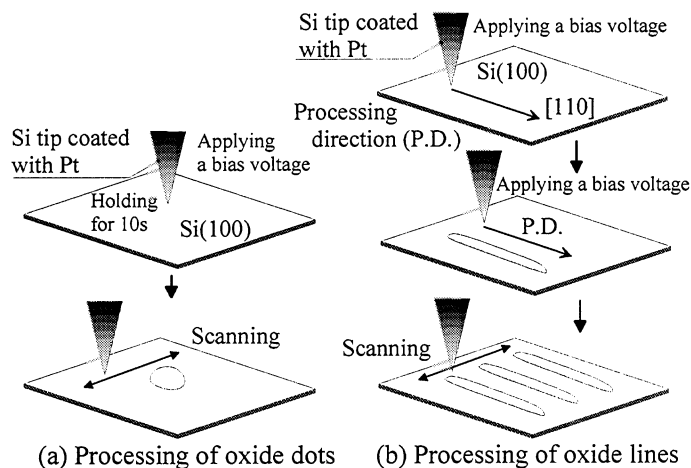 Si tip coated
with Pt
Applying
a bias voltage
Holding
for 10s
Si(100)
Scanning
(a) Processing of oxide dots
Si tip coated
with Pt
Applying a bias voltage
Si(100)
[110]
Processing
direction (P.D.)
Applying a bias voltage
P.D.
Scanning
(b) Processing of oxide lines